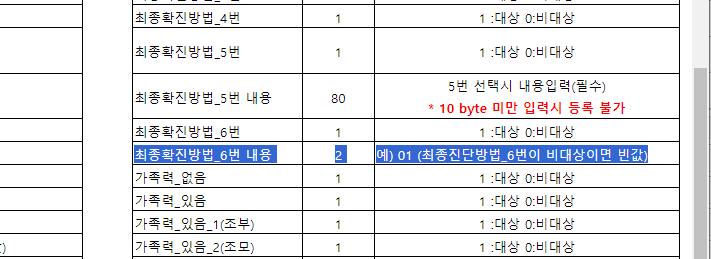 최종확진방법_4번 1 1 :대상 0:비대상
최종확진방법_5번 1 1 :대상 0:비대상
최종확진방법_5번 내용 80 5번 선택시 내용입력(필수)
* 10 byte 미만 입력시 등록 불가
최종확진방법_6번 1 1 :대상 0:비대상
최종확진방법_6번 내용 2 예) 01 (최종진단방법_6번이 비대상이면 빈값)
가족력_없음 1 1 :대상 0:비대상
가족력_있음 1 1 :대상 0:비대상
가족력_있음_1(조부) 1 1 :대상 0:비대상
가족력_있음_2(조모) 1 1 :대상 0:비대상